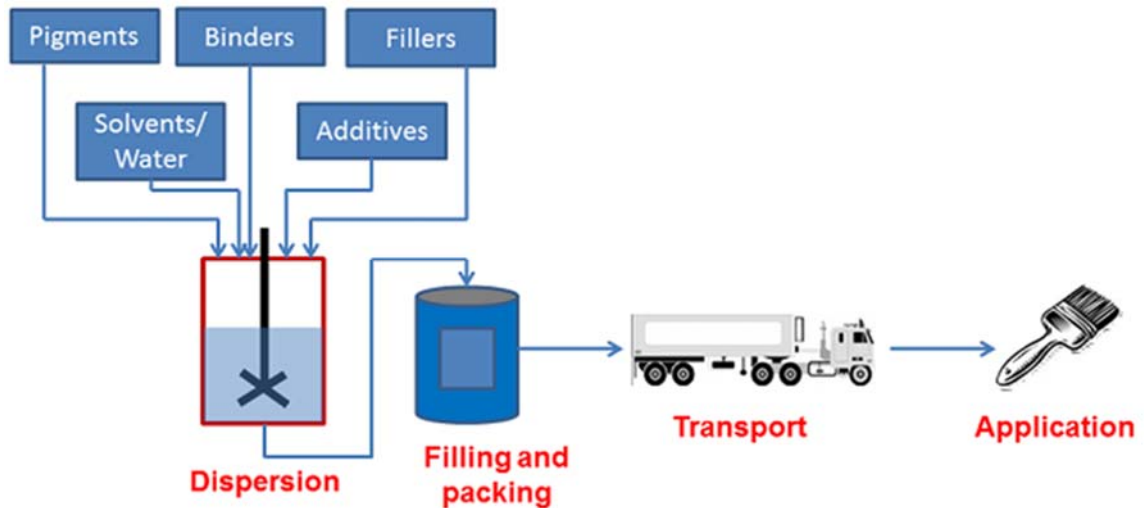 Pigments
Binders
Fillers
Solvents/
Water
Additives
Dispersion
Filling and
packing
Transport
Application